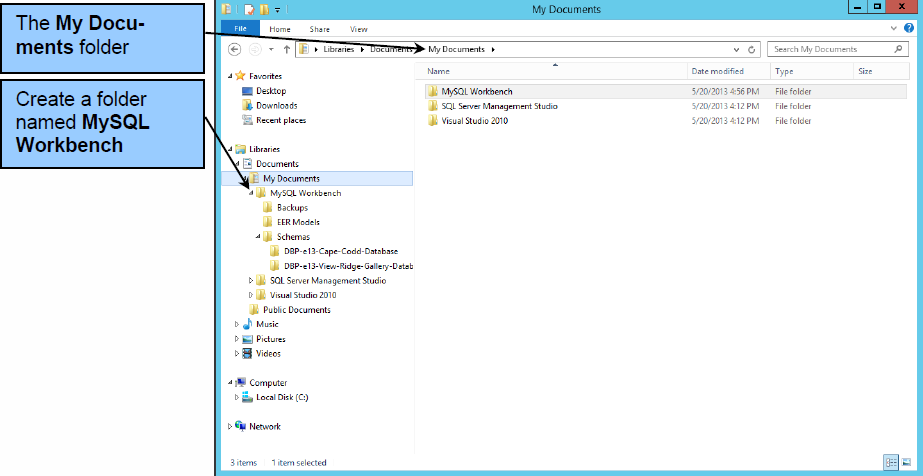 The My Docu-
ments folder
Create a folder
named MySQL
Workbench
My Documents
File Home Share View
Libraries Documents My Documents
Search My Documents
Name Date modified Type Size
MySQL Workbench 5/20/2013 4:56 PM File folder
SQL Server Management Studio 5/20/2013 4:12 PM File folder
Visual Studio 2010 5/20/2013 4:12 PM File folder
Favorites
Desktop
Downloads
Recent places
Libraries
Documents
My Documents
MySQL Workbench
Backups
EER Models
Schemas
DBP-e13-Cape-Codd-Database
DBP-e13-View-Ridge-Gallery-Datab
SQL Server Management Studio
Visual Studio 2010
Public Documents
Music
Pictures
Videos
Computer
Local Disk (C:)
Network
3 items 1 item selected